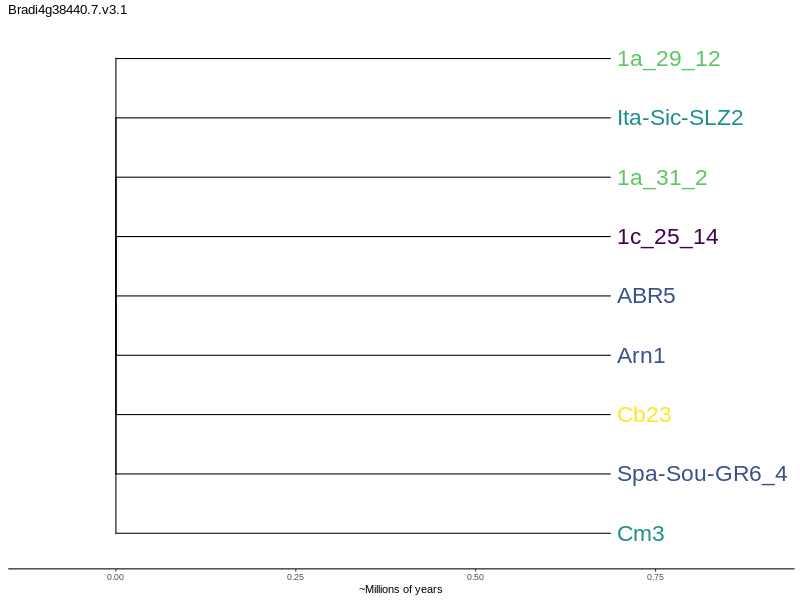 Bradi4g38440.7.v3.1
1a_29_12
Ita-Sic-SLZ2
1a_31_2
1c_25_14
ABR5
Arn1
Cb23
Spa-Sou-GR6_4
Cm3
0.00 0.25 0.50 0.75
~Millions of years